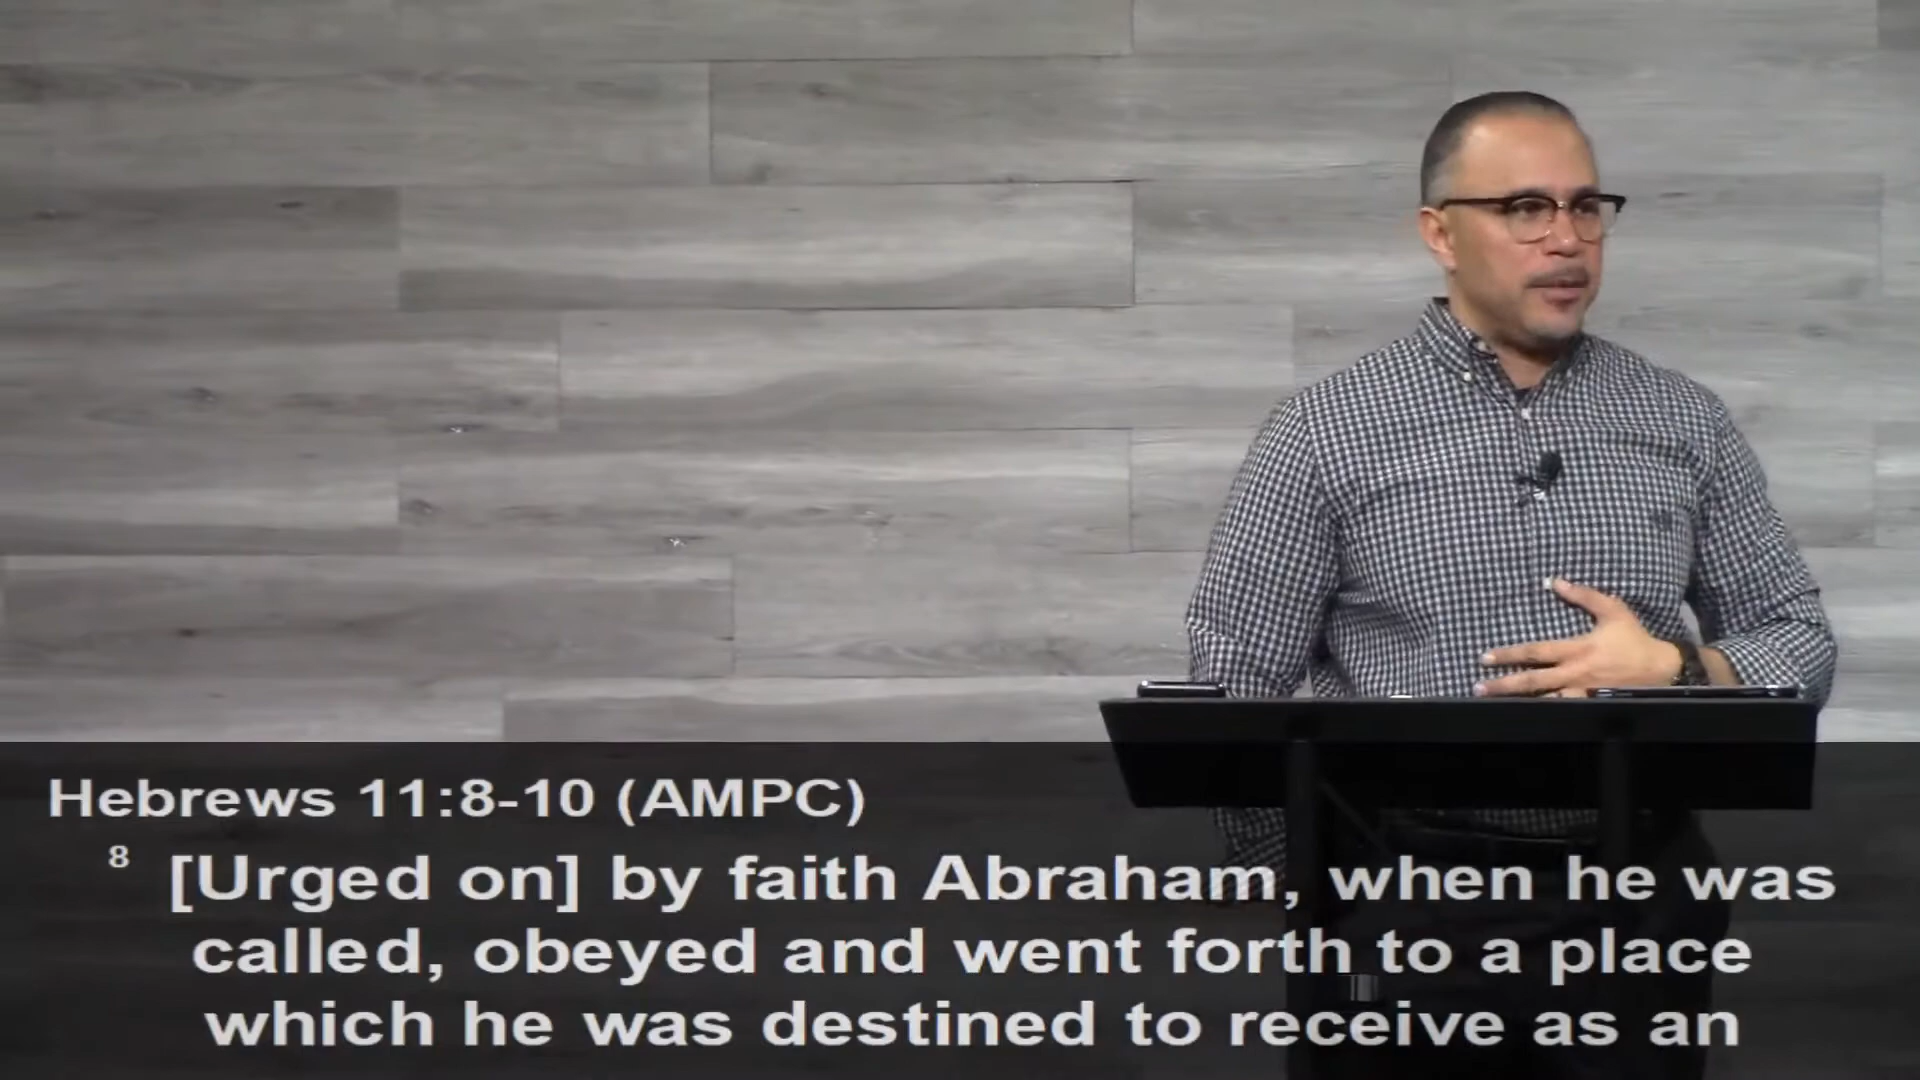 Hebrews 11:8-10 (AMPC)
8 [Urged on] by faith Abraham, when he was
called, obeyed and went forth to a place
which he was destined to receive as an